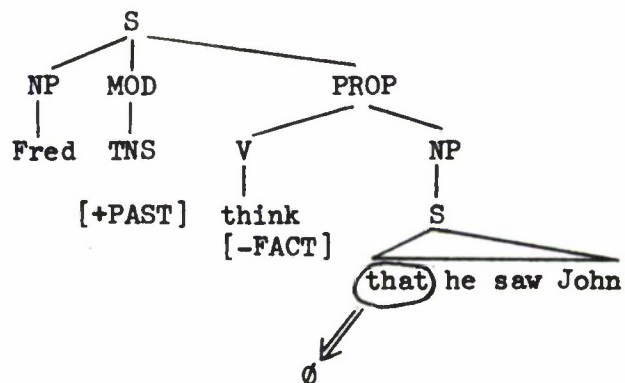 S
NP MOD PROP
Fred TNS V NP
[+PAST] think S
[-FACT]
that he saw John
ø